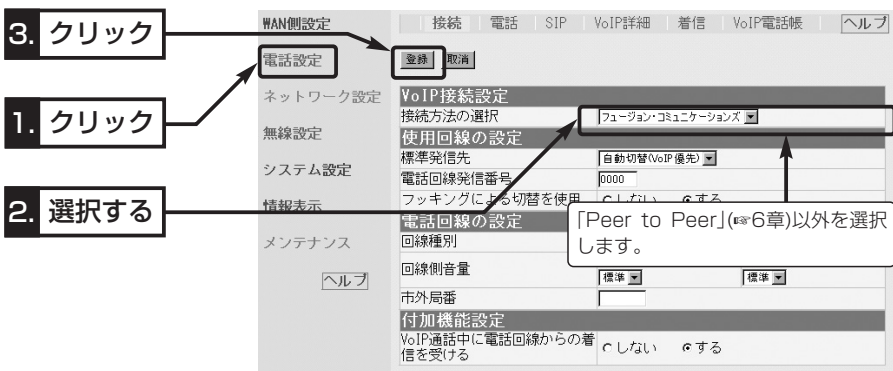 3. クリック
1. クリック
2. 選択する
WAN側設定
電話設定
ネットワーク設定
無線設定
システム設定
情報表示
メンテナンス
ヘルプ
接続 電話 SIP VoIP詳細 着信 VoIP電話帳 ヘルプ
登録 取消
VoIP接続設定
接続方法の選択 フュージョン・コミュニケーションズ
使用回線の設定
標準発信先 自動切替(VoIP優先)
電話回線発信番号 0000
フッキングによる切替を使用 しない する
電話回線の設定
回線種別
回線側音量 標準 標準
市外局番
付加機能設定
VoIP通話中に電話回線からの着
信を受ける しない する
「Peer to Peer」(☞6章)以外を選択
します。